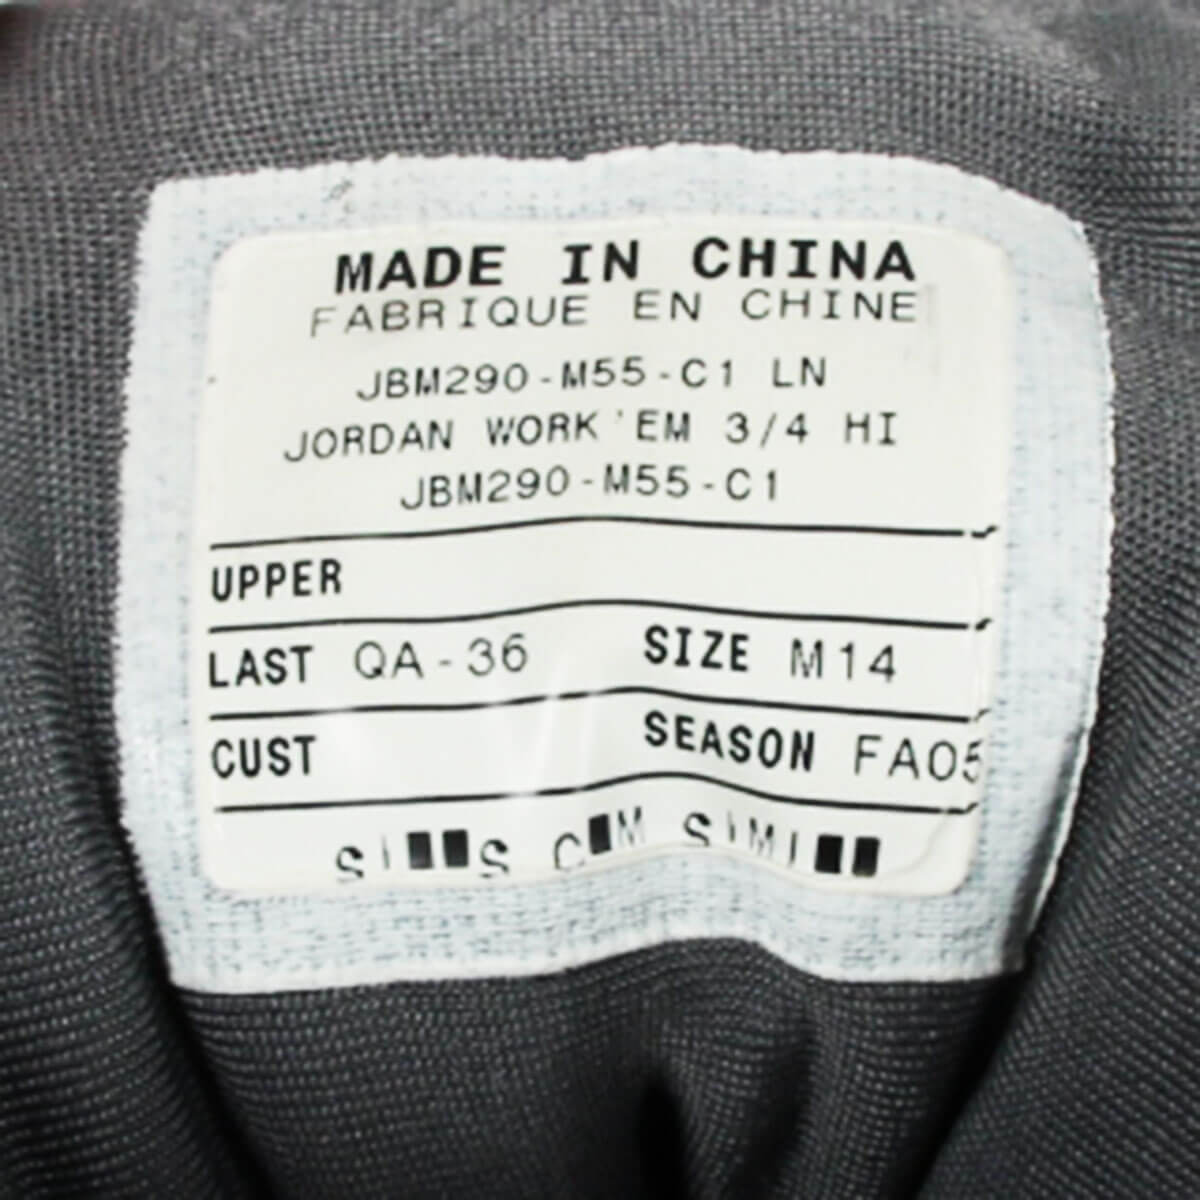 MADE IN CHINA
FABRIQUE EN CHINE
JBM290-M55-C1 LN
JORDAN WORK 'EM 3/4 HI
JBM290-M55-C1
UPPER
LAST QA-36 SIZE M14
CUST SEASON FA05